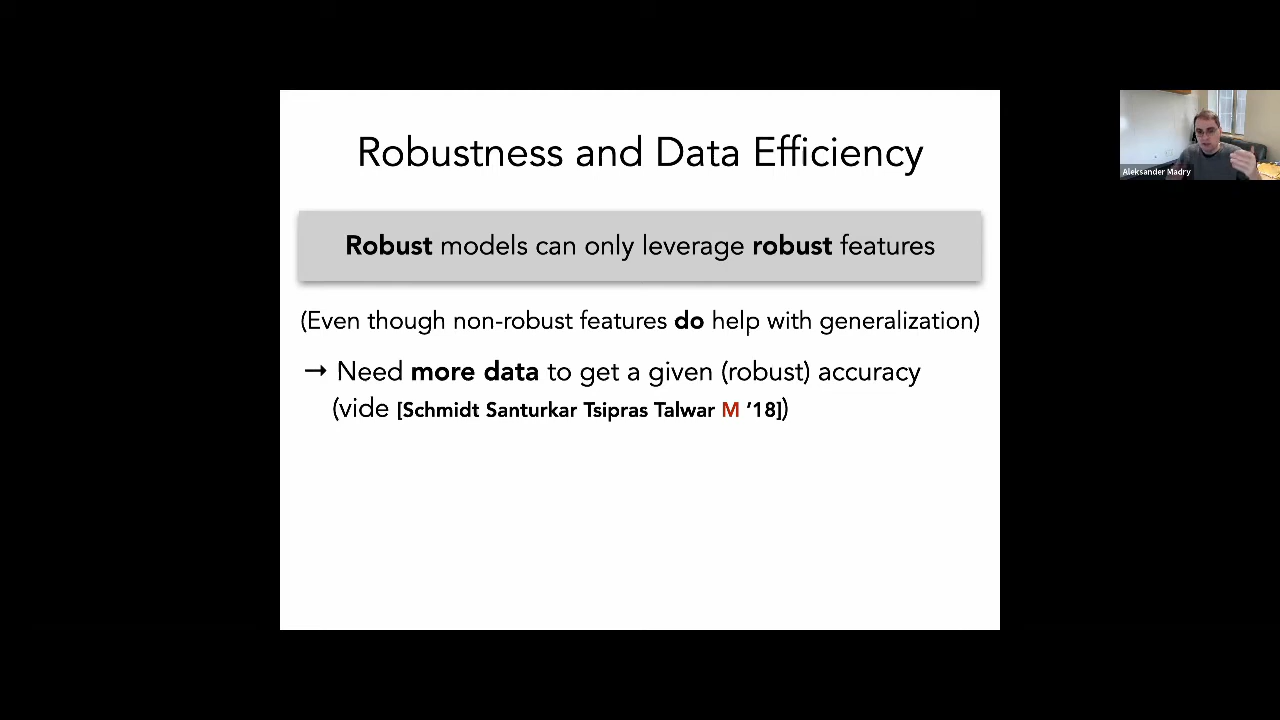 Robustness and Data Efficiency
Robust models can only leverage robust features
(Even though non-robust features do help with generalization)
→ Need more data to get a given (robust) accuracy
(vide [Schmidt Santurkar Tsipras Talwar M '18])
Aleksander Madry